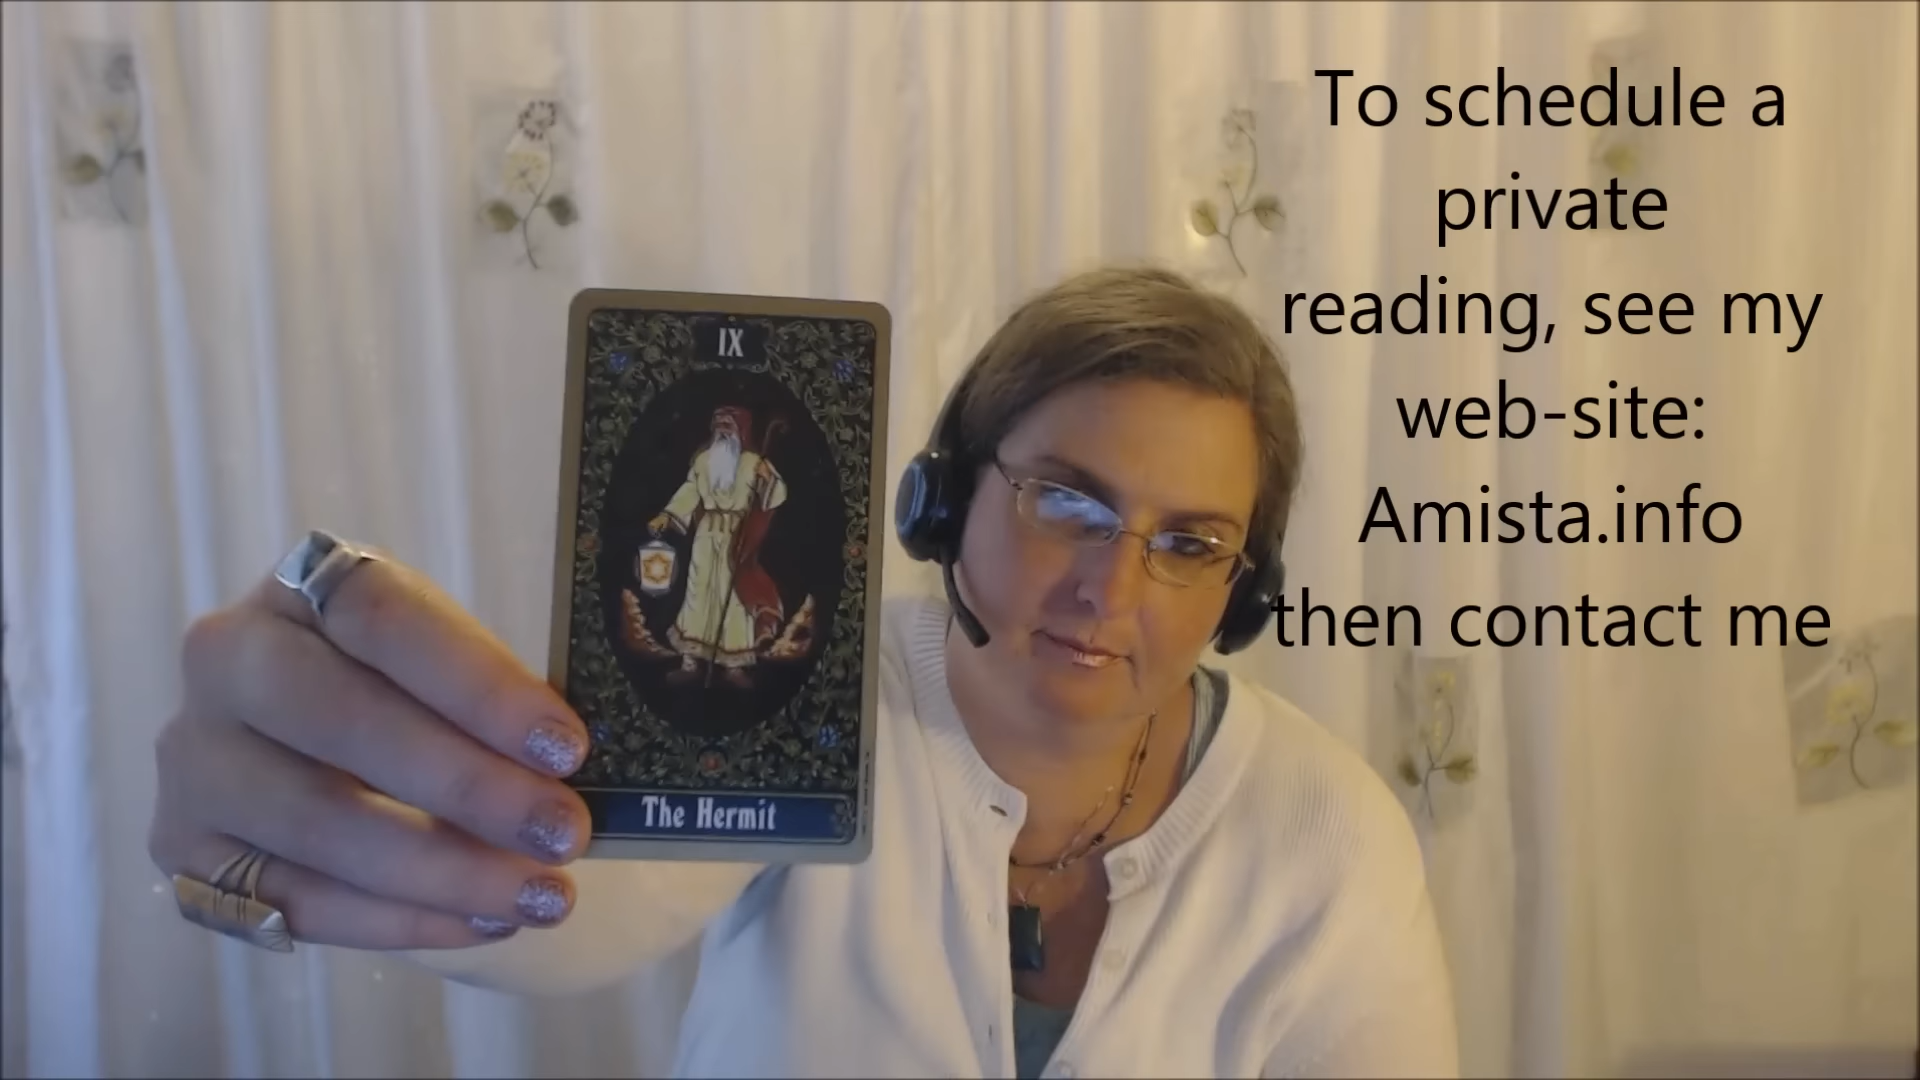 IX
The Hermit
To schedule a
private
reading, see my
web-site:
Amista.info
then contact me